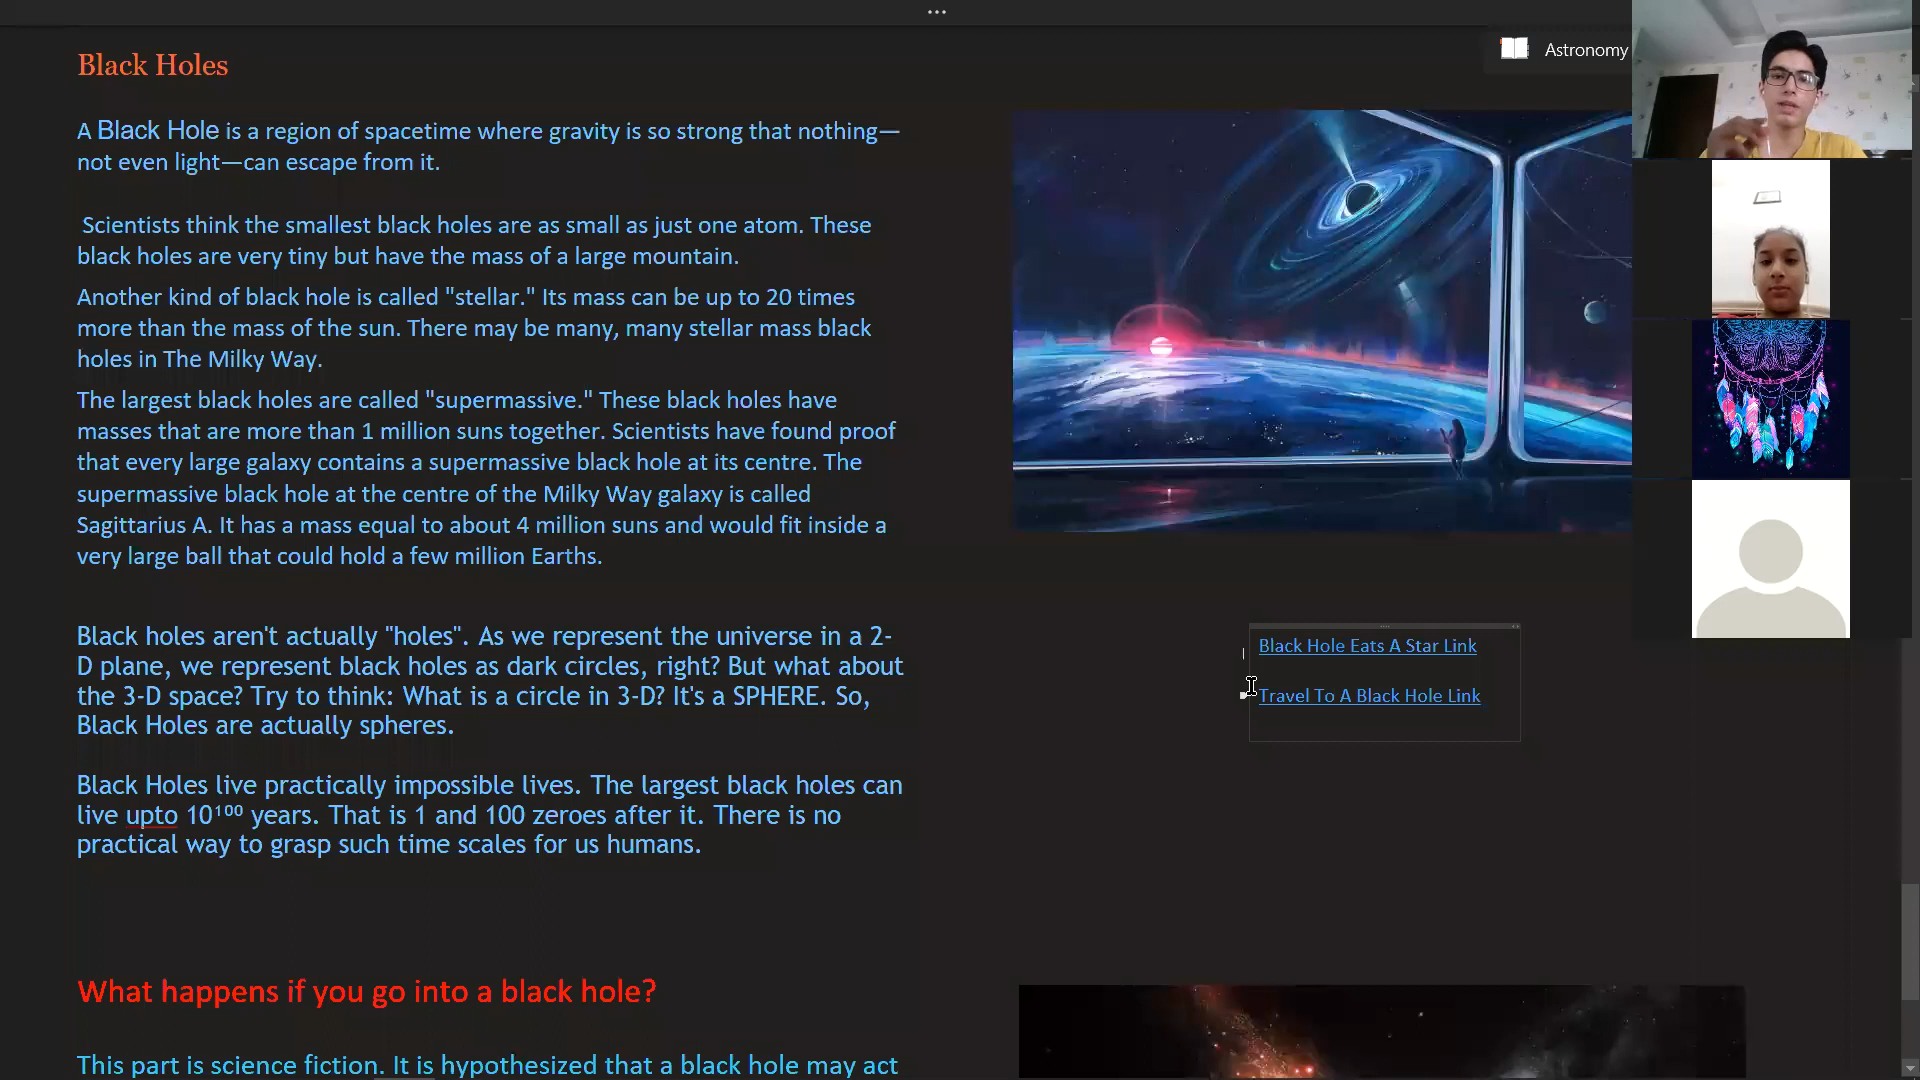 Black Holes
Astronomy
A Black Hole is a region of spacetime where gravity is so strong that nothing—
not even light—can escape from it.
Scientists think the smallest black holes are as small as just one atom. These
black holes are very tiny but have the mass of a large mountain.
Another kind of black hole is called "stellar." Its mass can be up to 20 times
more than the mass of the sun. There may be many, many stellar mass black
holes in The Milky Way.
The largest black holes are called "supermassive." These black holes have
masses that are more than 1 million suns together. Scientists have found proof
that every large galaxy contains a supermassive black hole at its centre. The
supermassive black hole at the centre of the Milky Way galaxy is called
Sagittarius A. It has a mass equal to about 4 million suns and would fit inside a
very large ball that could hold a few million Earths.
Black holes aren't actually "holes". As we represent the universe in a 2-
D plane, we represent black holes as dark circles, right? But what about
the 3-D space? Try to think: What is a circle in 3-D? It's a SPHERE. So,
Black Holes are actually spheres.
Black Hole Eats A Star Link
Travel To A Black Hole Link
Black Holes live practically impossible lives. The largest black holes can
live upto 10¹⁰⁰ years. That is 1 and 100 zeroes after it. There is no
practical way to grasp such time scales for us humans.
What happens if you go into a black hole?
This part is science fiction. It is hypothesized that a black hole may act